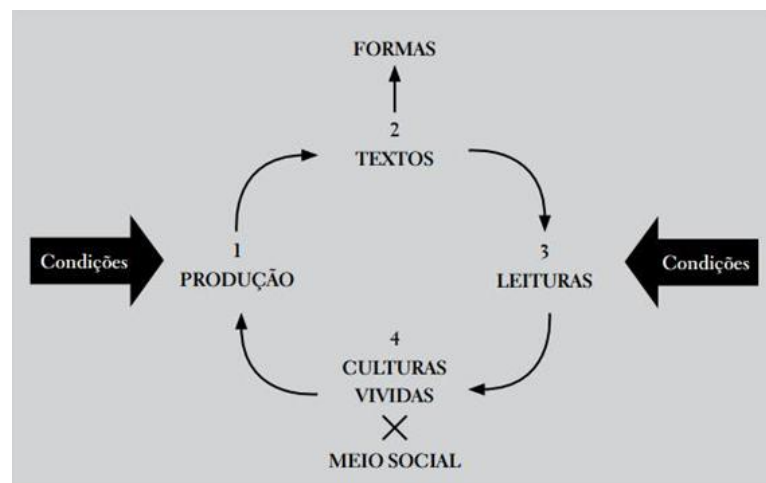 FORMAS
2
TEXTOS
Condições
1
PRODUÇÃO
3
LEITURAS
Condições
4
CULTURAS
VIVIDAS
MEIO SOCIAL